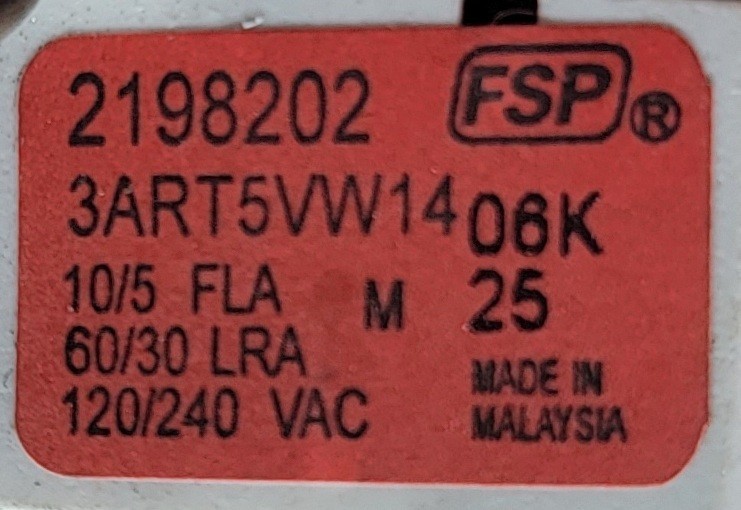 2198202 FSP®
3ART5VW14 06K
10/5 FLA M 25
60/30 LRA
120/240 VAC
MADE IN
MALAYSIA